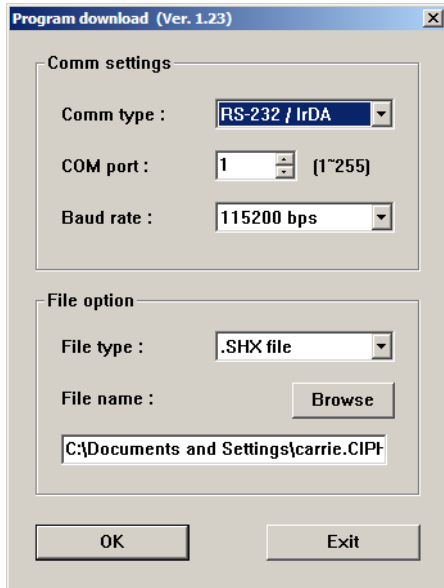 Program download (Ver. 1.23)
Comm settings
Comm type : RS-232 / IrDA
COM port : 1 (1~255)
Baud rate : 115200 bps
File option
File type : .SHX file
File name : Browse
C:\Documents and Settings\carrie.CIPH
OK Exit